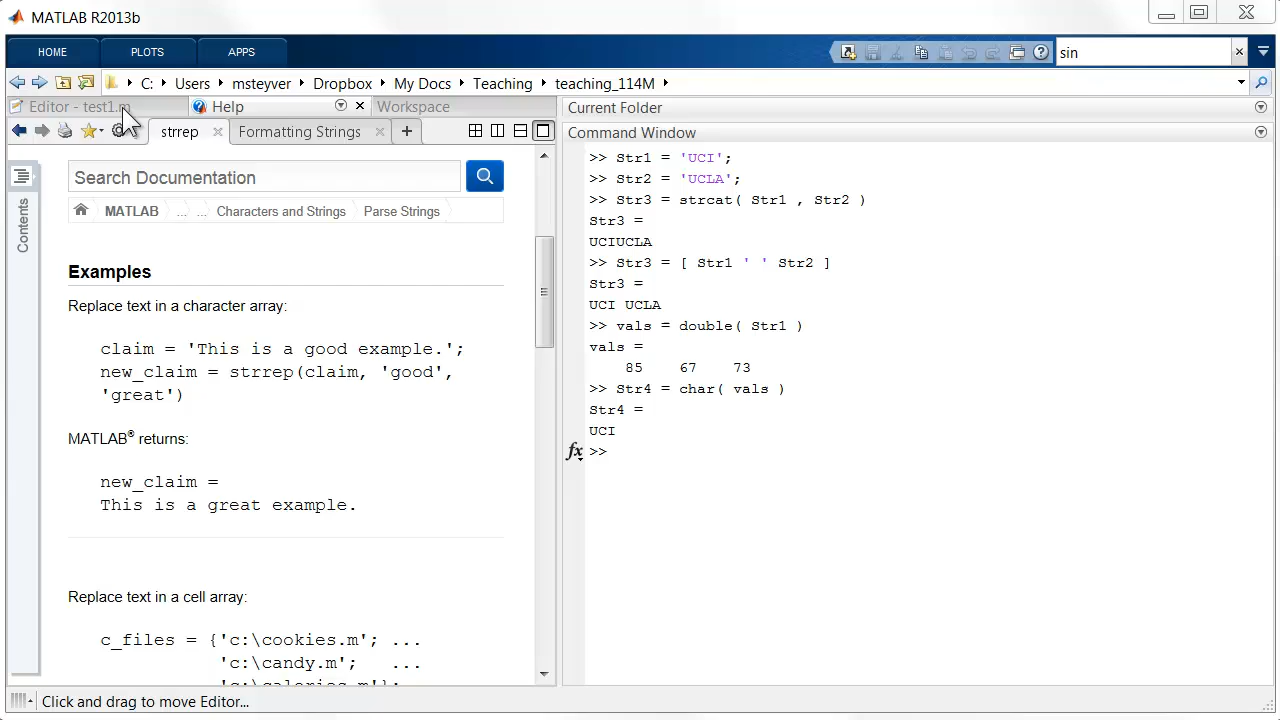 MATLAB R2013b
HOME PLOTS APPS
sin
C: Users msteyver Dropbox My Docs Teaching teaching_114M
Editor - test1.m Help Workspace
strrep Formatting Strings
Contents
Search Documentation
MATLAB ... ... Characters and Strings Parse Strings
Examples
Replace text in a character array:
claim = 'This is a good example.';
new_claim = strrep(claim, 'good',
'great')
MATLAB® returns:
new_claim =
This is a great example.
Replace text in a cell array:
c_files = {'c:\cookies.m'; ...
'c:\candy.m'; ...
'c:\calories.m'};
Click and drag to move Editor...
Current Folder
Command Window
>> Str1 = 'UCI';
>> Str2 = 'UCLA';
>> Str3 = strcat( Str1 , Str2 )
Str3 =
UCIUCLA
>> Str3 = [ Str1 ' ' Str2 ]
Str3 =
UCI UCLA
>> vals = double( Str1 )
vals =
85 67 73
>> Str4 = char( vals )
Str4 =
UCI
fx >>